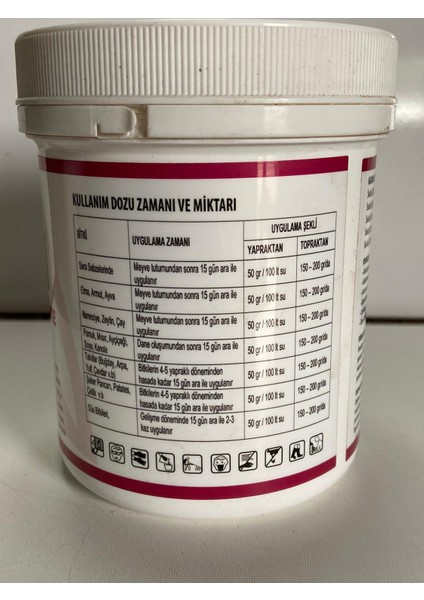 KULLANIM DOZU ZAMANI VE MİKTARI
BİTKİ UYGULAMA ZAMANI UYGULAMA ŞEKLİ
YAPRAKTAN TOPRAKTAN
Sera Sebzelerinde Meyve tutumundan sonra 15 gün ara ile uygulanır 50 gr / 100 lt su 150 – 200 gr/da
Elma, Armut, Ayva Meyve tutumundan sonra 15 gün ara ile uygulanır 50 gr / 100 lt su 150 – 200 gr/da
Narenciye, Zeytin, Çay Meyve tutumundan sonra 15 gün ara ile uygulanır 50 gr / 100 lt su 150 – 200 gr/da
Pamuk, Mısır, Ayçiçeği, Soya, Kanola Dane oluşumundan sonra 15 gün ara ile uygulanır 50 gr / 100 lt su 150 – 200 gr/da
Tahıllar (Buğday, Arpa, Yulf, Çavdar v.b) Bitkilerin 4-5 yapraklı döneminden hasada kadar 15 gün ara ile uygulanır 50 gr / 100 lt su 150 – 200 gr/da
Şeker Pancarı, Patates, Çeltik v.b Bitkilerin 4-5 yapraklı döneminden hasada kadar 15 gün ara ile uygulanır 50 gr / 100 lt su 150 – 200 gr/da
Süs Bitkileri, Gelişme döneminde 15 gün ara ile 2-3 kaz uygulanır 50 gr / 100 lt su 150 – 200 gr/da